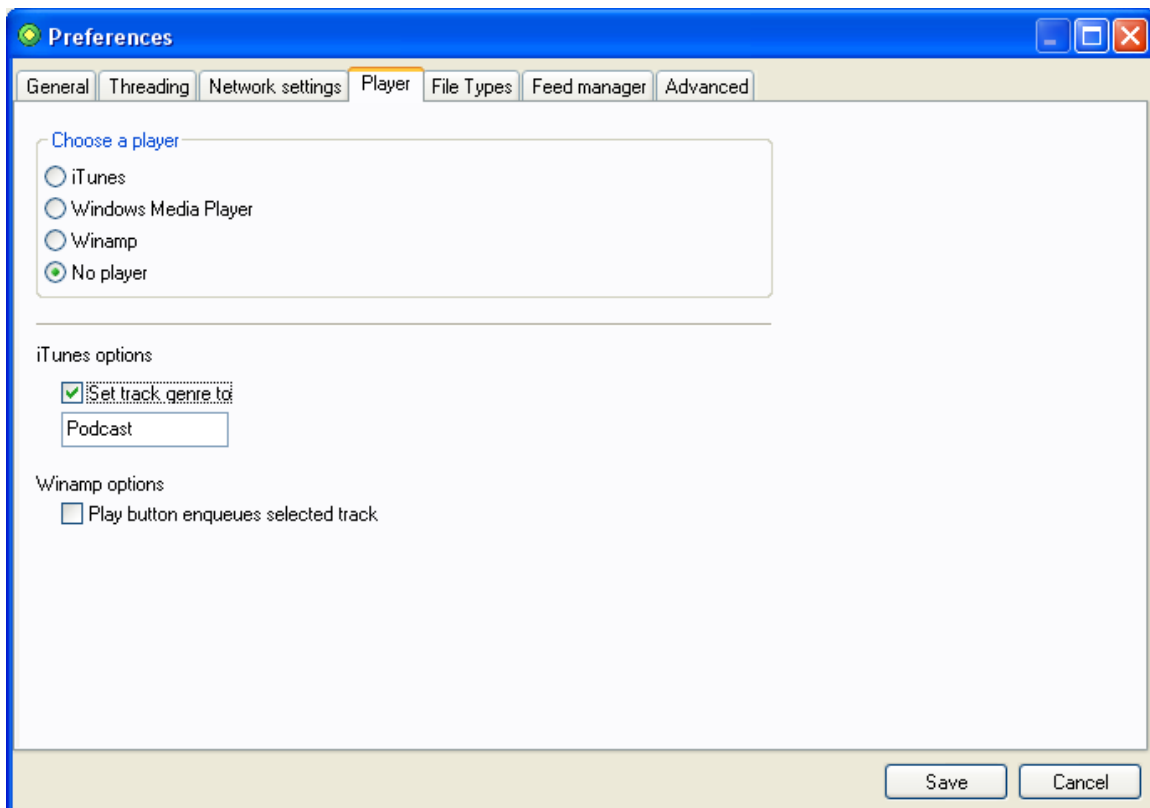 Preferences
General Threading Network settings Player File Types Feed manager Advanced
Choose a player
iTunes
Windows Media Player
Winamp
No player
iTunes options
Set track genre to
Podcast
Winamp options
Play button enqueues selected track
Save Cancel